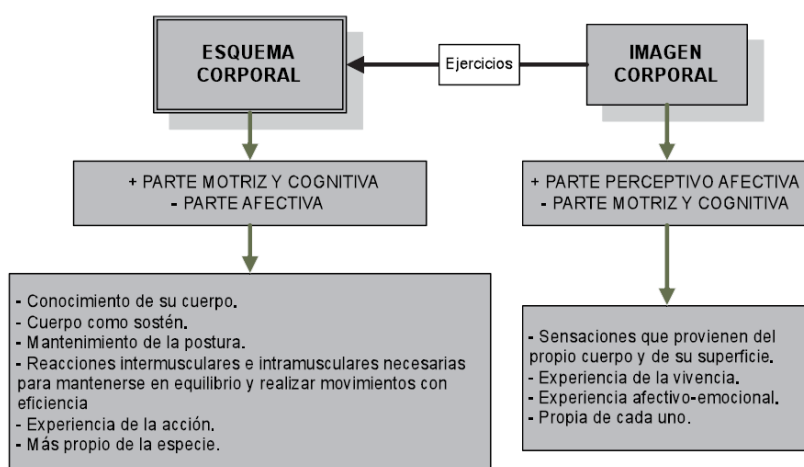 ESQUEMA
CORPORAL
Ejercicios
IMAGEN
CORPORAL
+ PARTE MOTRIZ Y COGNITIVA
- PARTE AFECTIVA
+ PARTE PERCEPTIVO AFECTIVA
- PARTE MOTRIZ Y COGNITIVA
- Conocimiento de su cuerpo.
- Cuerpo como sostén.
- Mantenimiento de la postura.
- Reacciones intermusculares e intramusculares necesarias
para mantenerse en equilibrio y realizar movimientos con
eficiencia
- Experiencia de la acción.
- Más propio de la especie.
- Sensaciones que provienen del
propio cuerpo y de su superficie.
- Experiencia de la vivencia.
- Experiencia afectivo-emocional.
- Propia de cada uno.